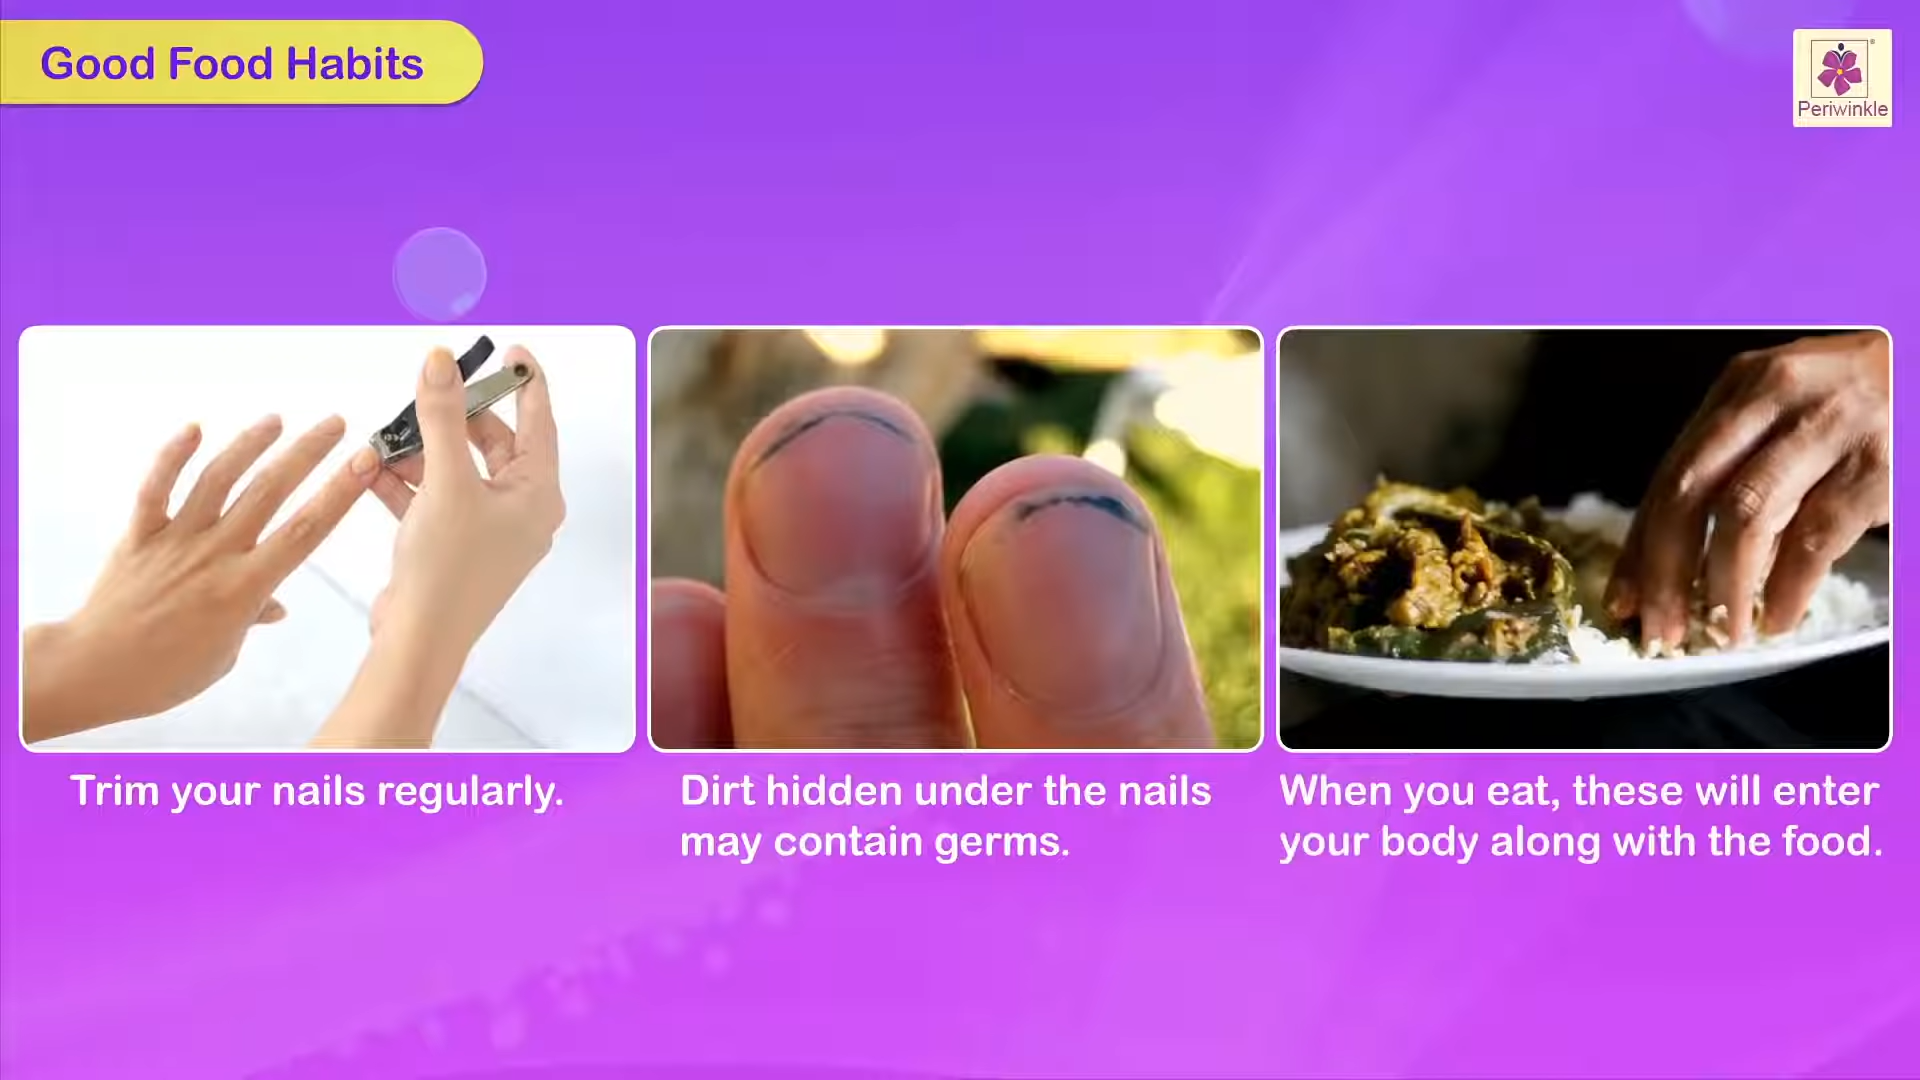 Good Food Habits
Periwinkle
Trim your nails regularly.
Dirt hidden under the nails
may contain germs.
When you eat, these will enter
your body along with the food.